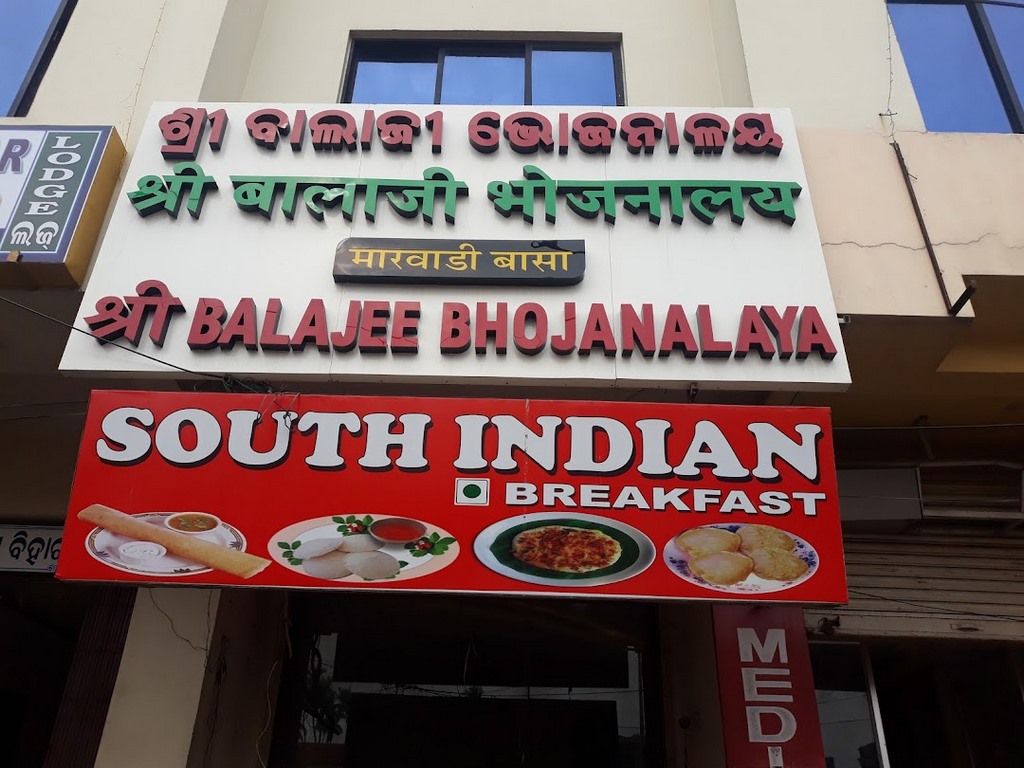 ଶ୍ରୀ ବାଲାଜୀ ଭୋଜନାଳୟ
श्री बालाजी भोजनालय
मारवाडी बासा
श्री BALAJEE BHOJANALAYA
SOUTH INDIAN
BREAKFAST
R
LODGE
ଲଜ୍
ବିହାର
MEDI